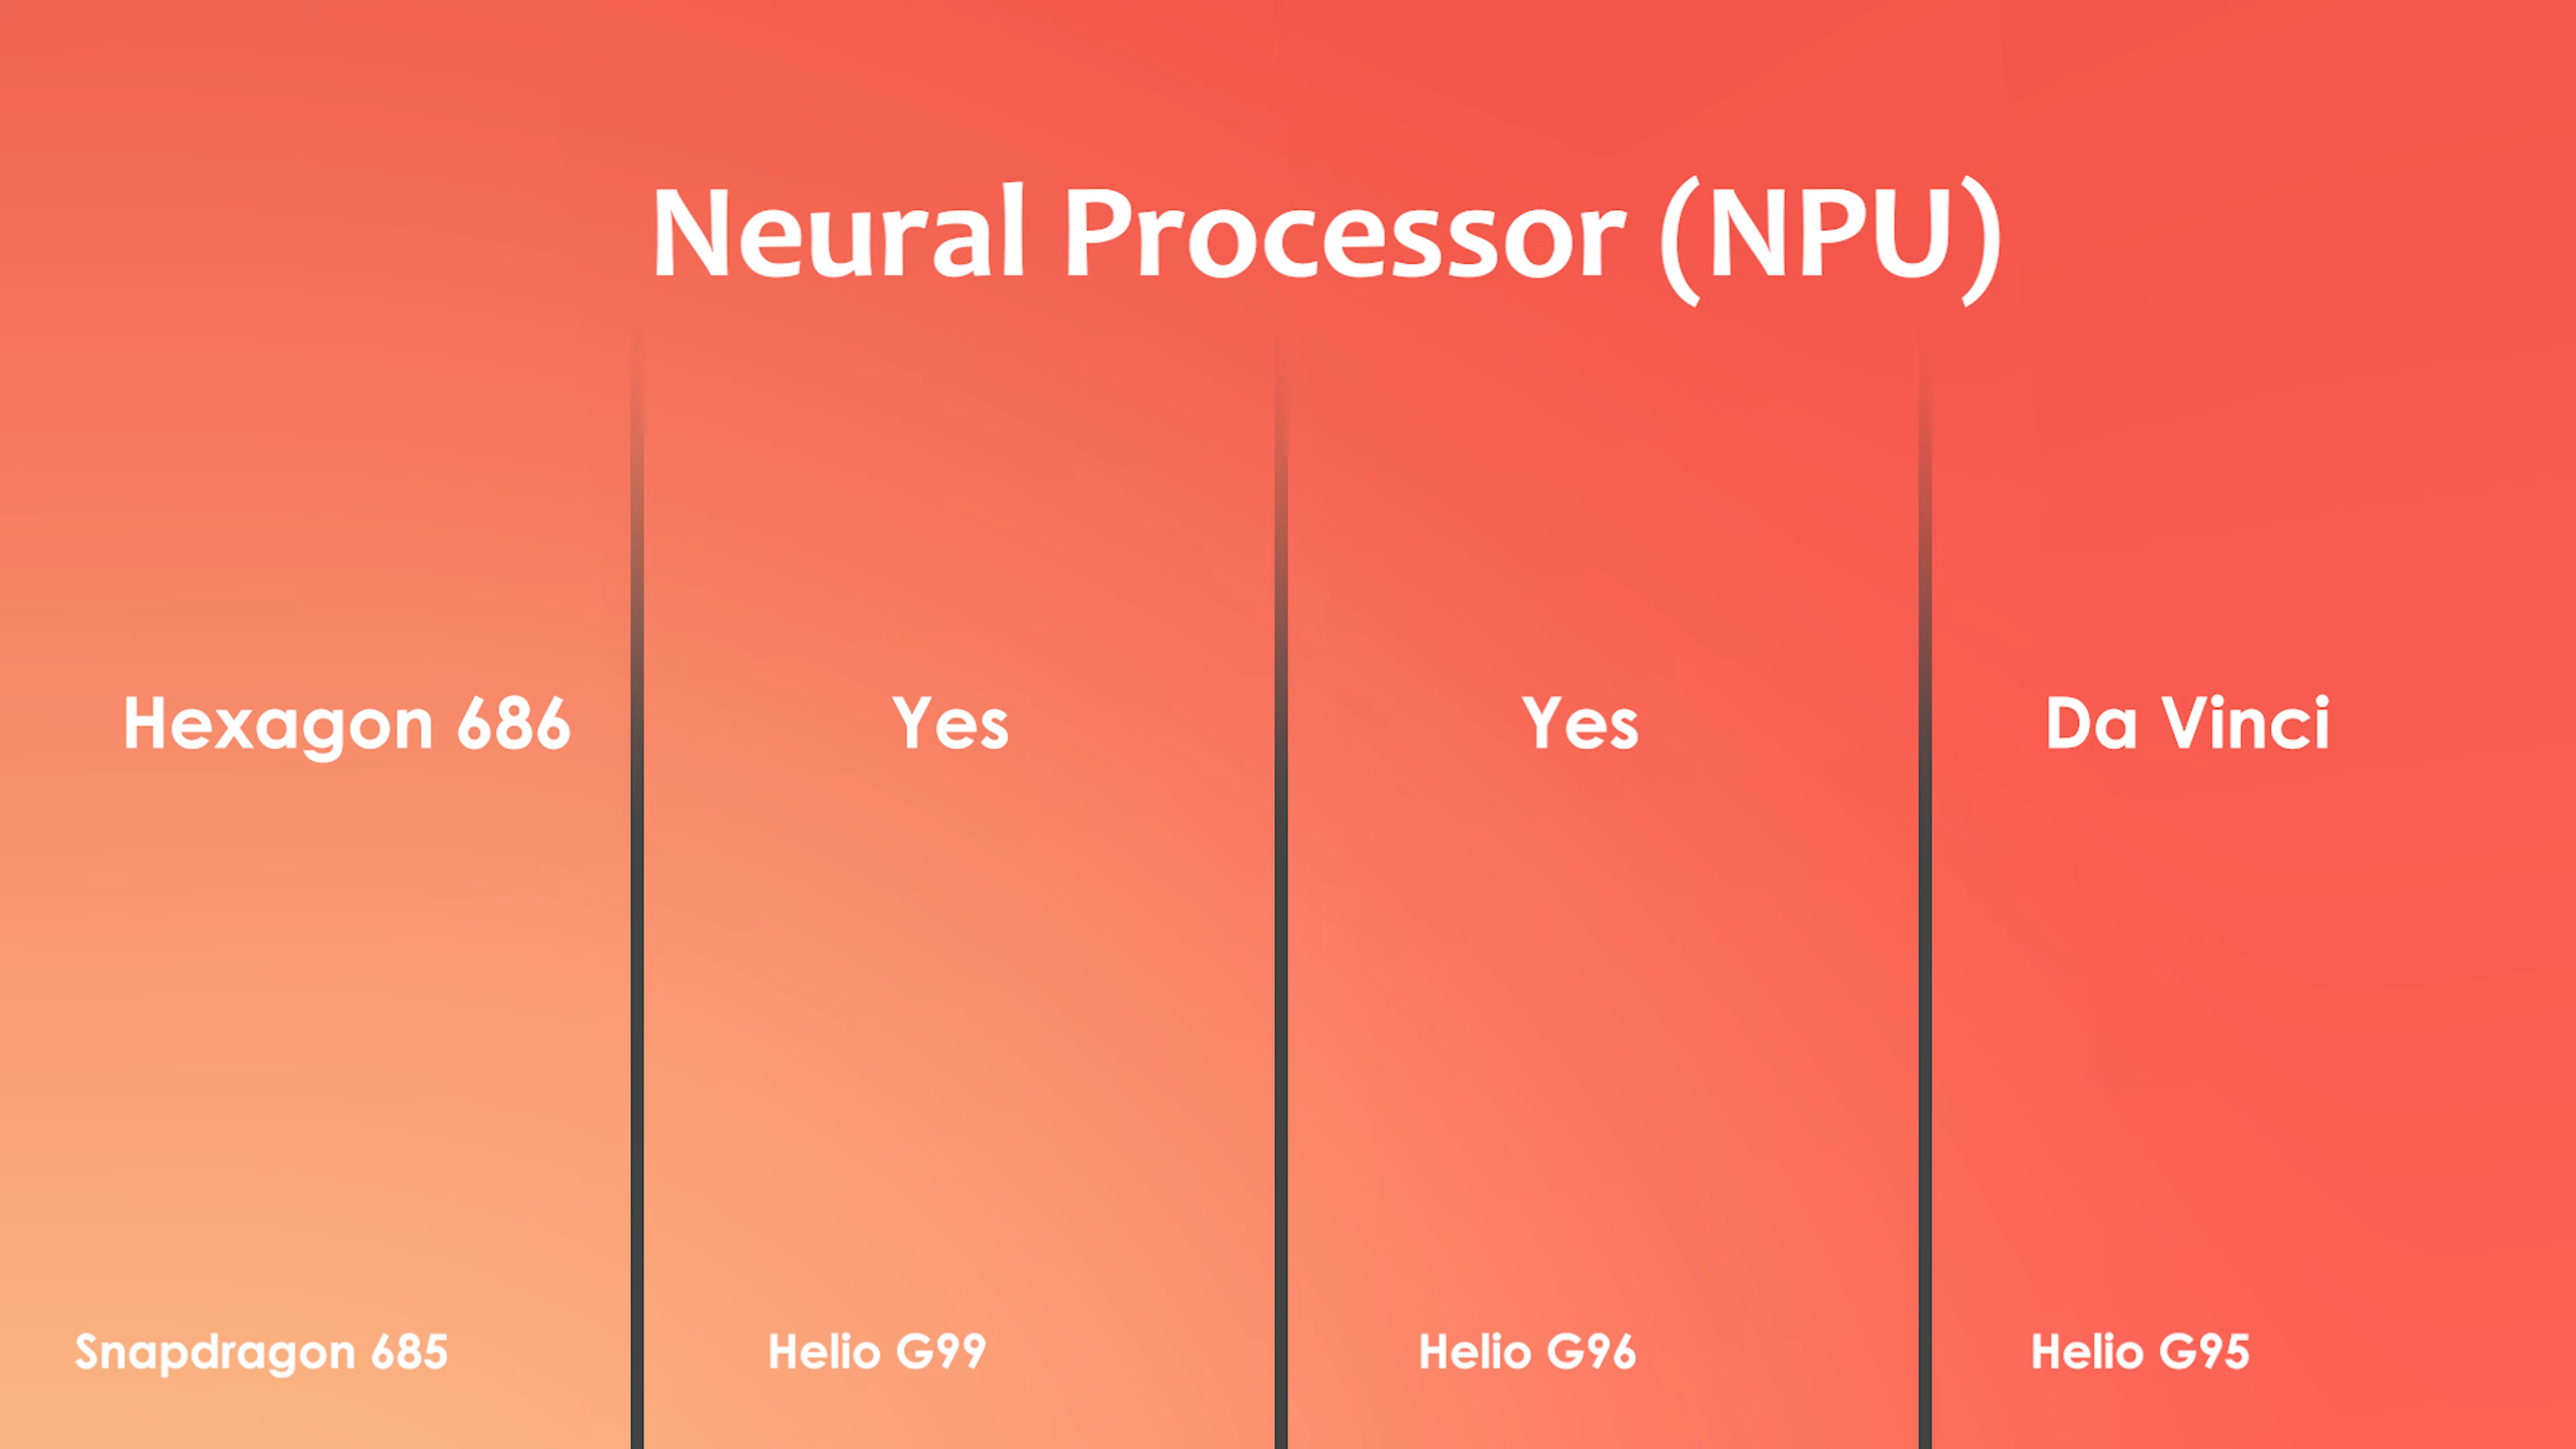 Neural Processor (NPU)
Hexagon 686
Yes
Yes
Da Vinci
Snapdragon 685
Helio G99
Helio G96
Helio G95